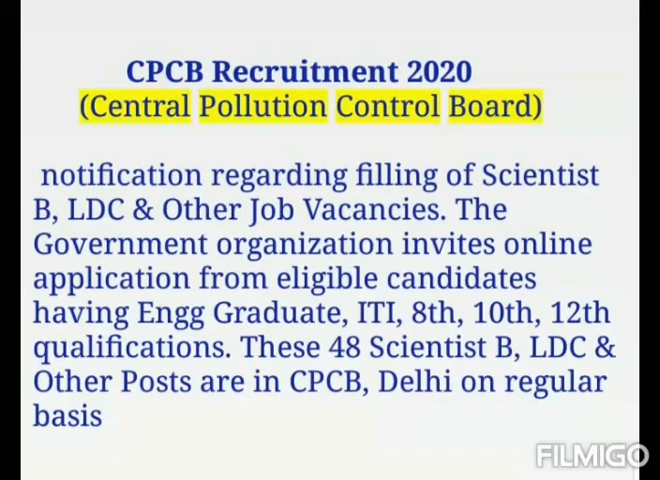 CPCB Recruitment 2020
(Central Pollution Control Board)
notification regarding filling of Scientist
B, LDC & Other Job Vacancies. The
Government organization invites online
application from eligible candidates
having Engg Graduate, ITI, 8th, 10th, 12th
qualifications. These 48 Scientist B, LDC &
Other Posts are in CPCB, Delhi on regular
basis
FILMIGO